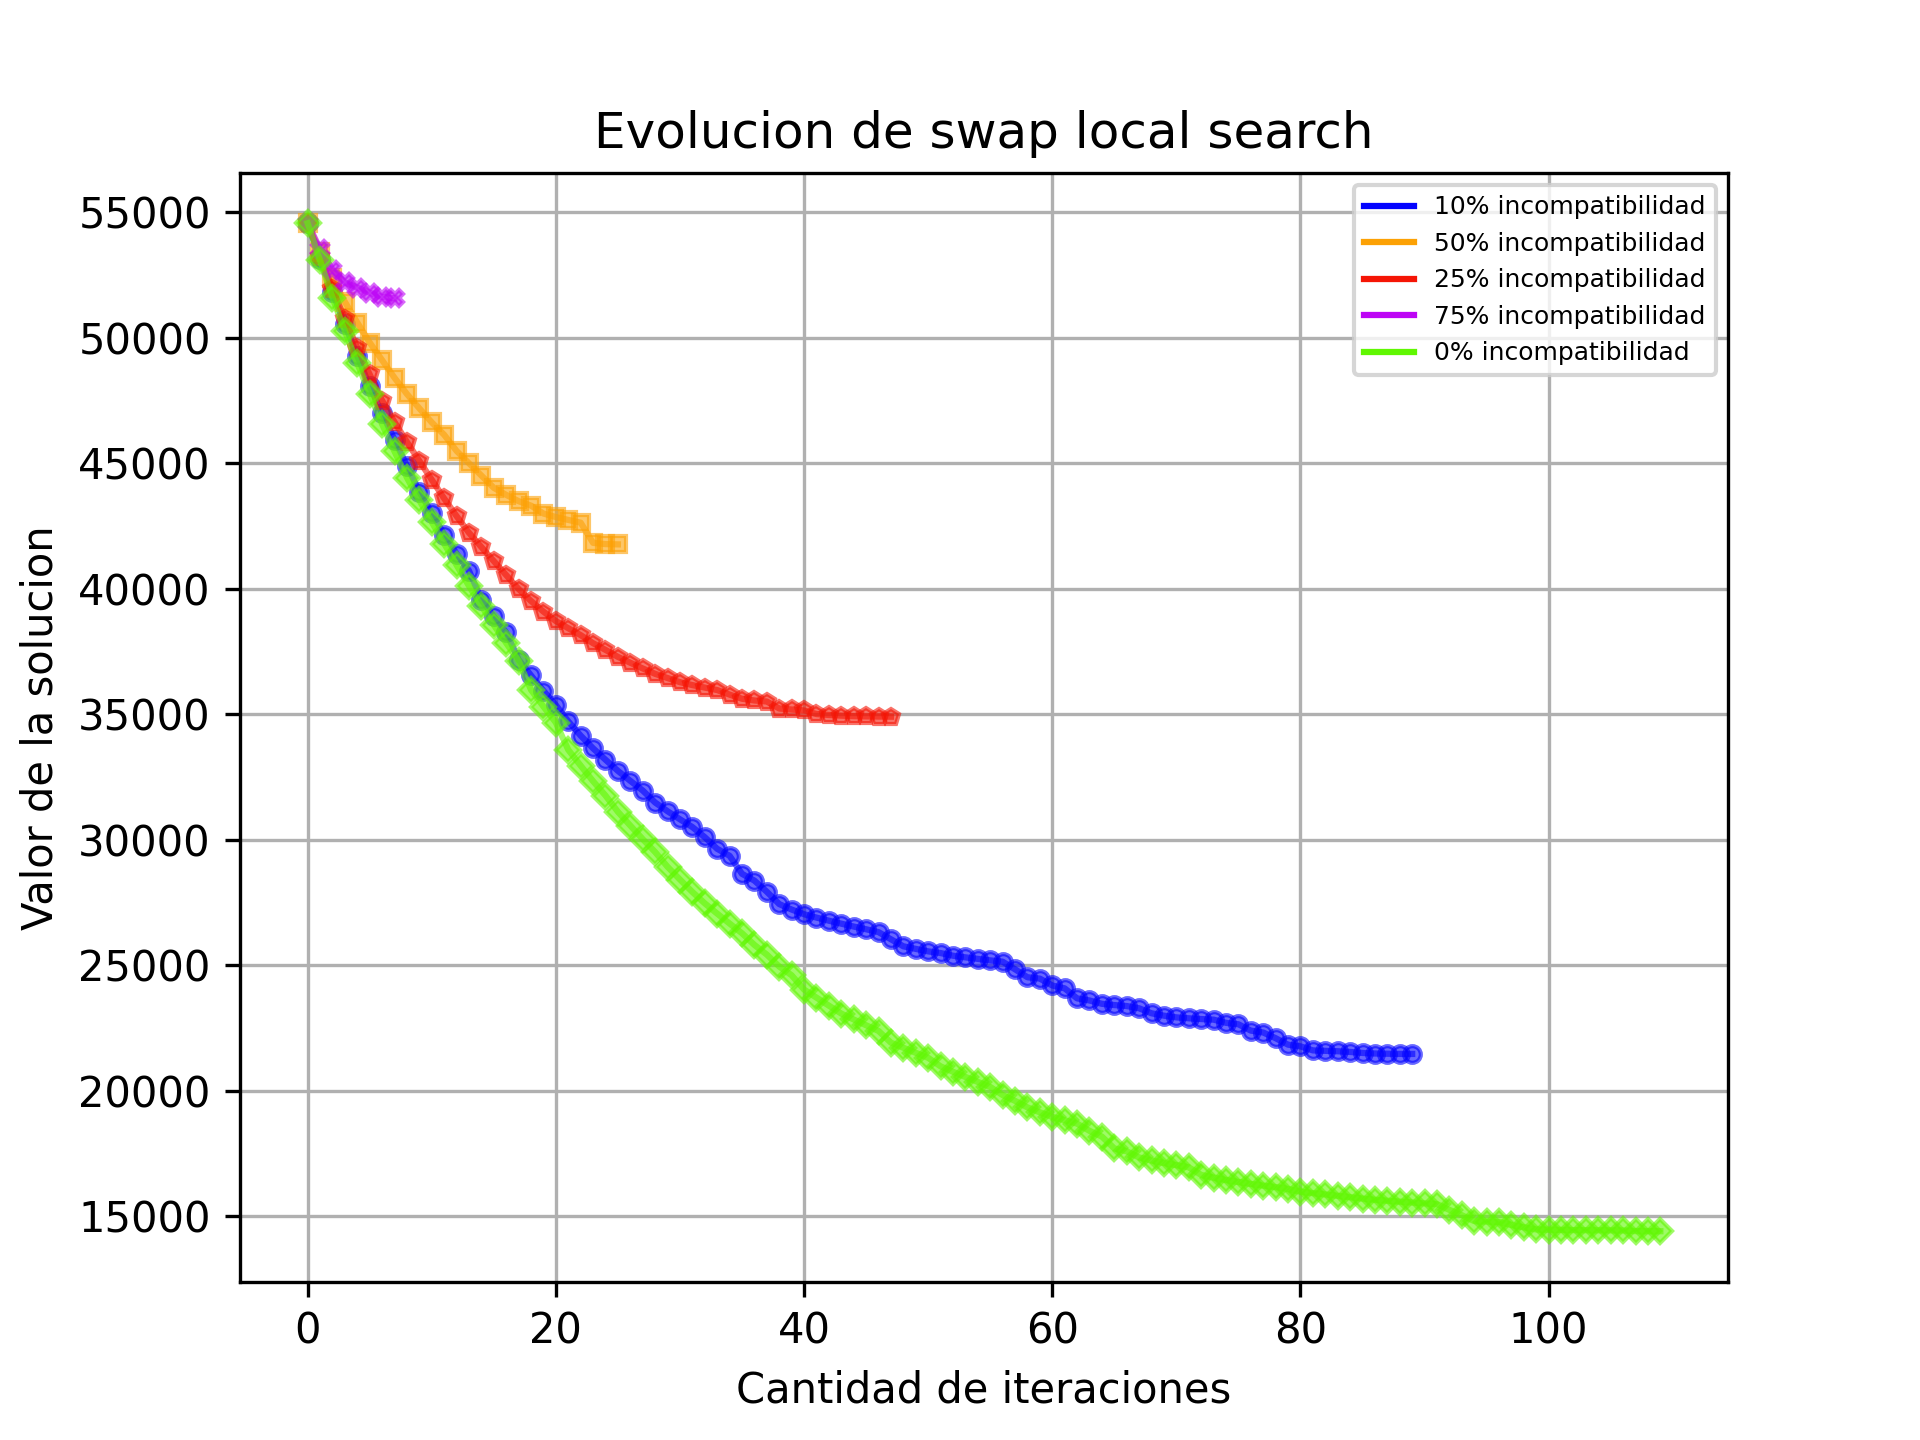 Evolucion de swap local search
55000
50000
45000
40000
35000
30000
25000
20000
15000
Valor de la solucion
10% incompatibilidad
50% incompatibilidad
25% incompatibilidad
75% incompatibilidad
0% incompatibilidad
0 20 40 60 80 100
Cantidad de iteraciones